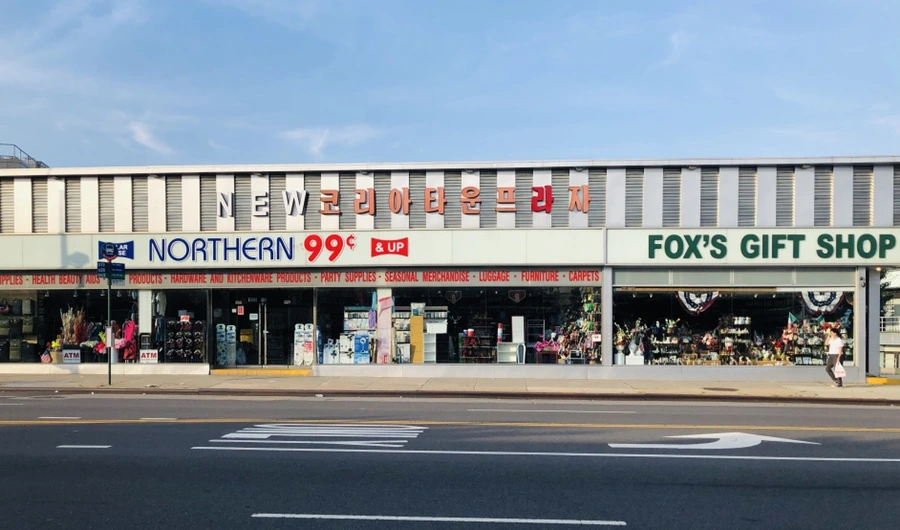 NEW 코리아타운프라자
NORTHERN 99¢ & UP
FOX'S GIFT SHOP
HEALTH BEAUTY AIDS PRODUCTS - HARDWARE AND KITCHENWARE PRODUCTS - PARTY SUPPLIES - SEASONAL MERCHANDISE - LUGGAGE - FURNITURE - CARPETS
ATM
ATM